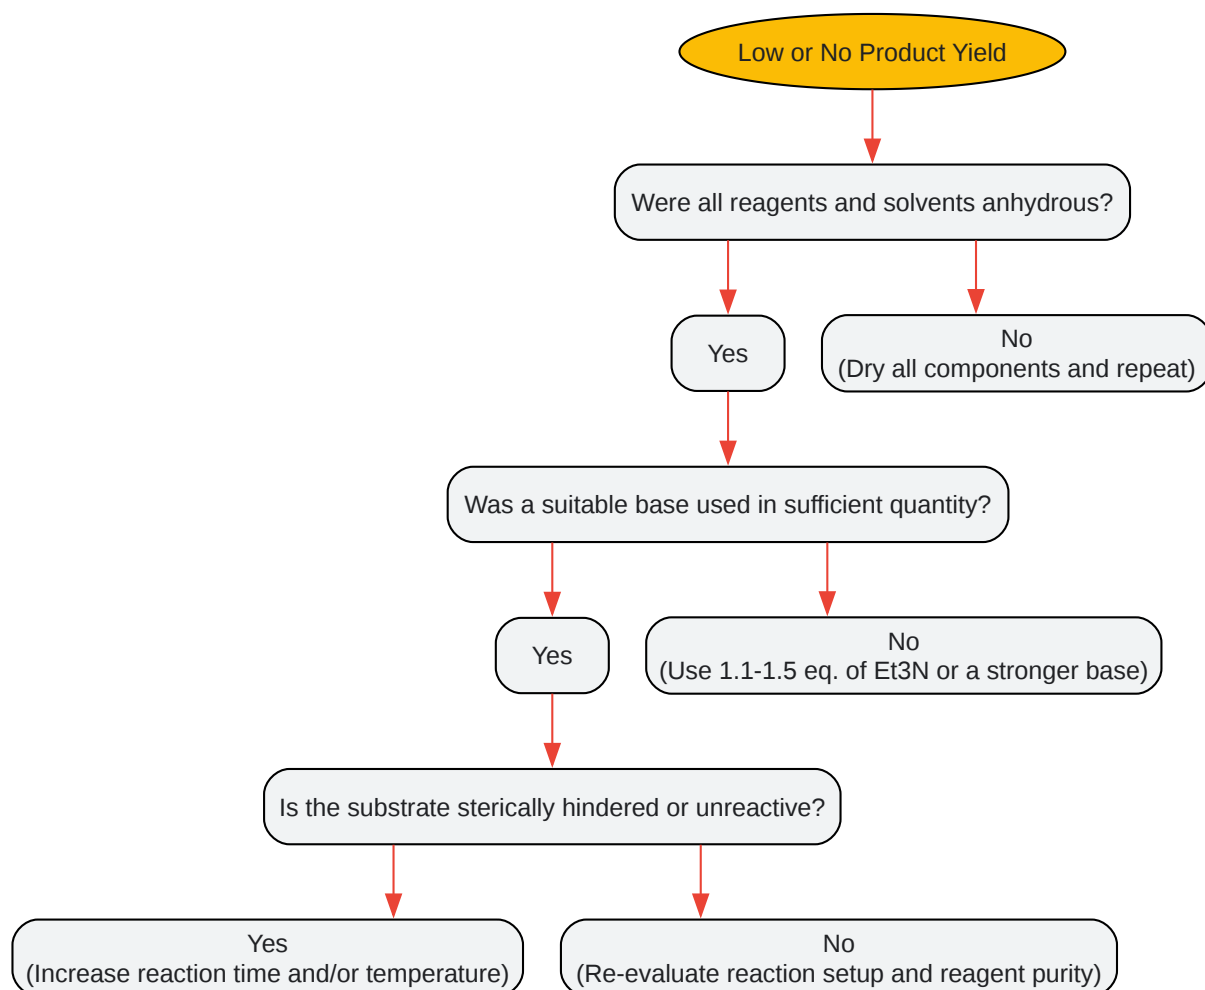 Low or No Product Yield
Were all reagents and solvents anhydrous?
Yes
No
(Dry all components and repeat)
Was a suitable base used in sufficient quantity?
Yes
No
(Use 1.1-1.5 eq. of Et3N or a stronger base)
Is the substrate sterically hindered or unreactive?
Yes
(Increase reaction time and/or temperature)
No
(Re-evaluate reaction setup and reagent purity)